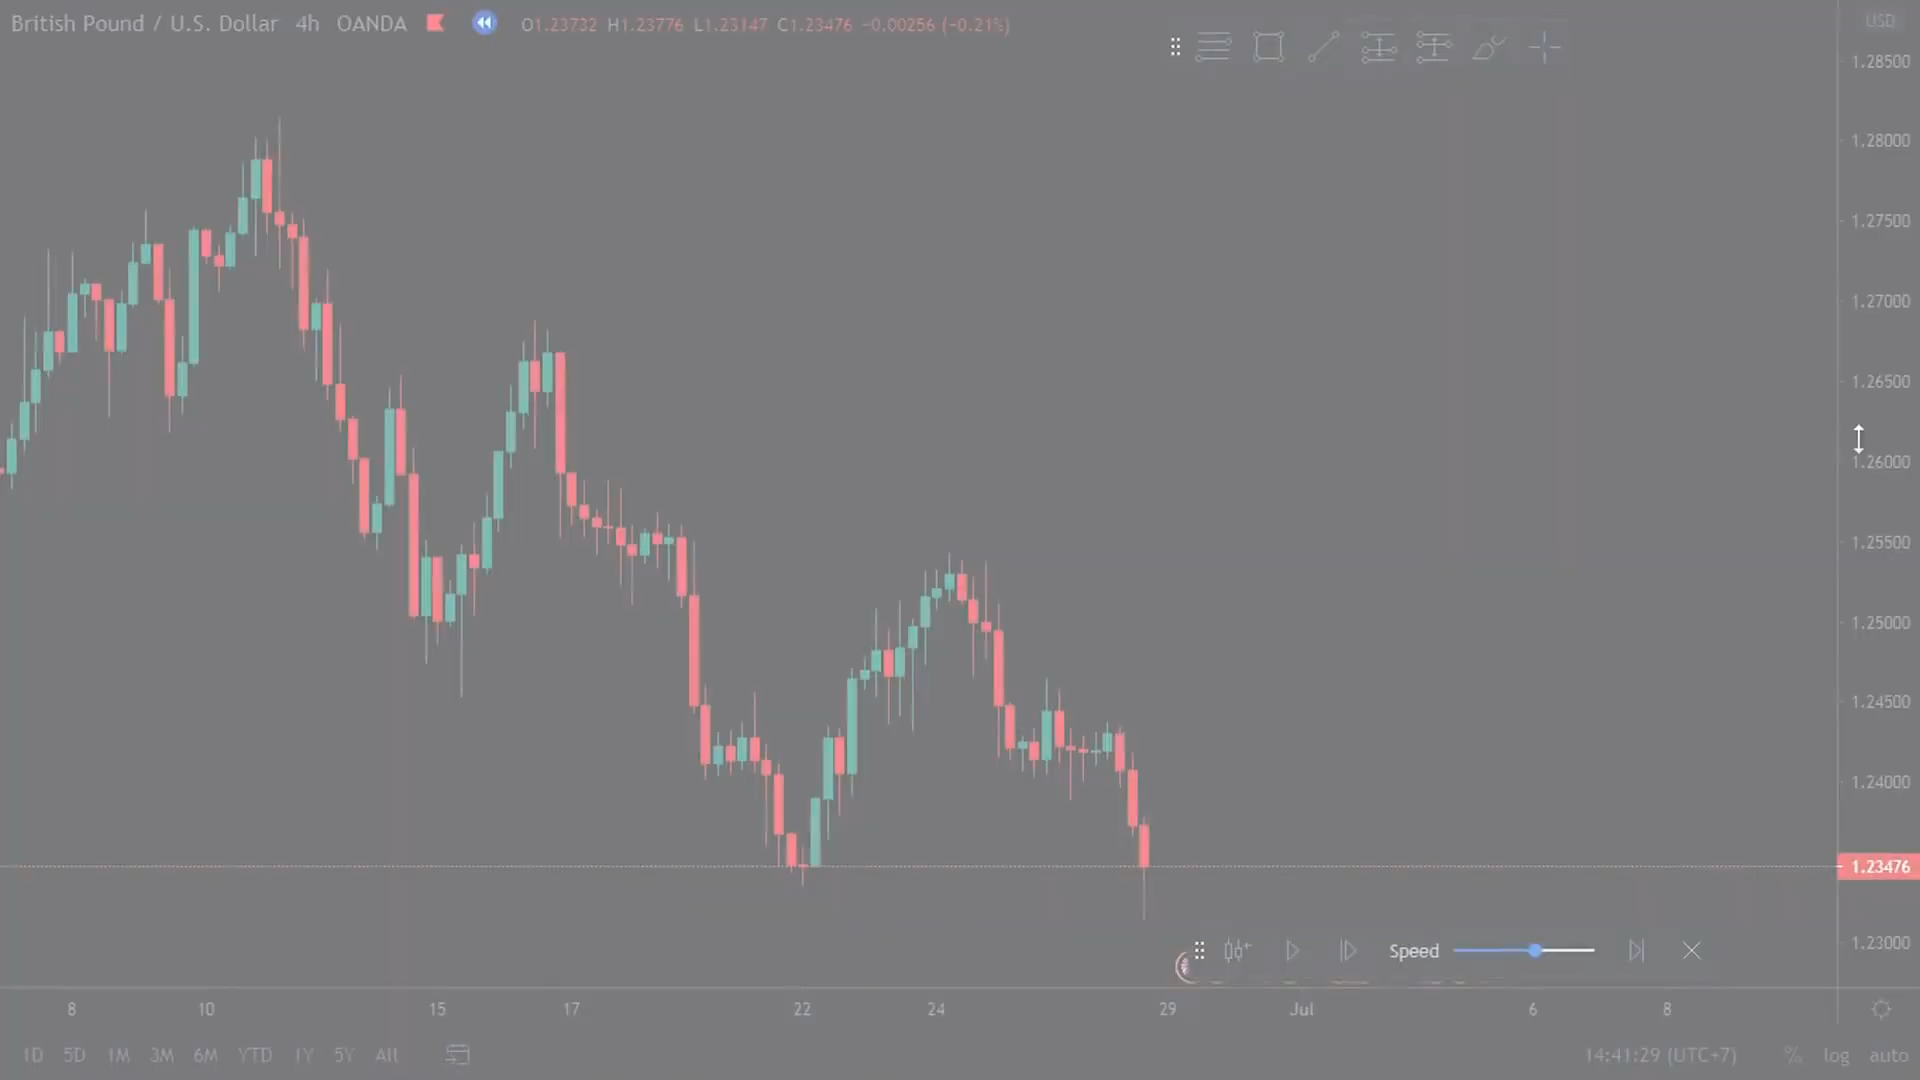 British Pound / U.S. Dollar 4h OANDA O1.23732 H1.23776 L1.23147 C1.23476 −0.00256 (−0.21%)
USD
1.28500
1.28000
1.27500
1.27000
1.26500
1.26000
1.25500
1.25000
1.24500
1.24000
1.23476
1.23000
Speed
8 10 15 17 22 24 29 Jul 6 8
1D 5D 1M 3M 6M YTD 1Y 5Y All 14:41:29 (UTC+7) % log auto